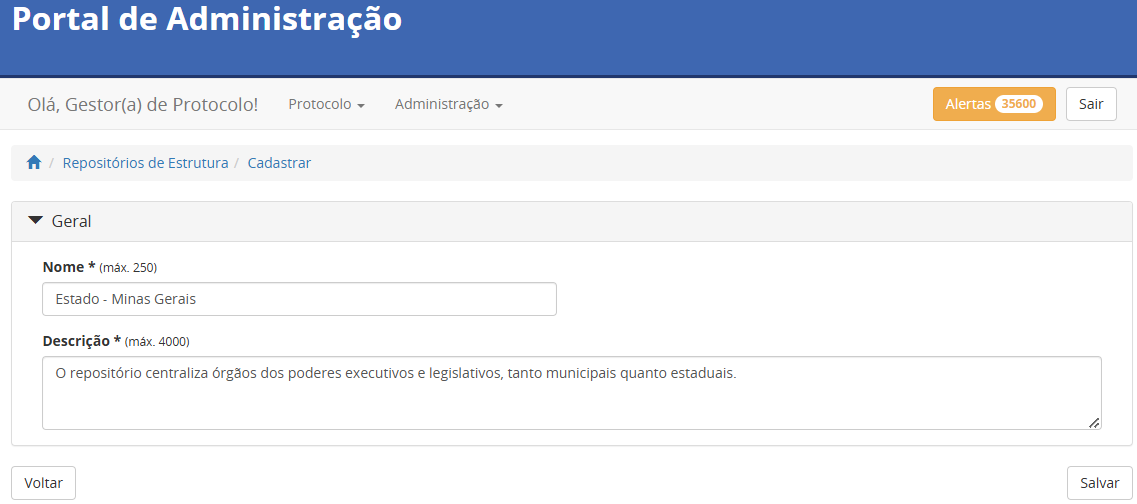 Portal de Administração
Olá, Gestor(a) de Protocolo! Protocolo Administração Alertas 35600 Sair
/ Repositórios de Estrutura / Cadastrar
Geral
Nome * (máx. 250)
Estado - Minas Gerais
Descrição * (máx. 4000)
O repositório centraliza órgãos dos poderes executivos e legislativos, tanto municipais quanto estaduais.
Voltar Salvar